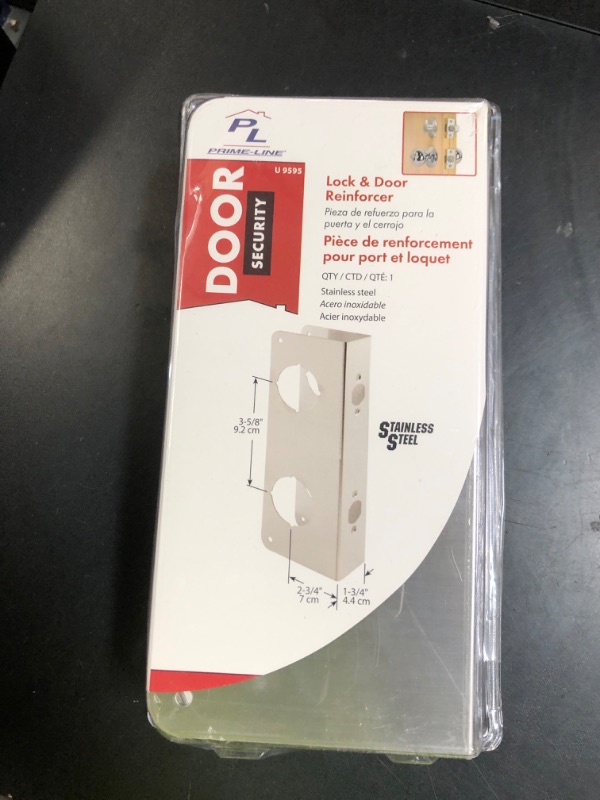 PL
PRIME-LINE®
U 9595
DOOR
SECURITY
Lock & Door
Reinforcer
Pieza de refuerzo para la
puerta y el cerrojo
Pièce de renforcement
pour port et loquet
QTY / CTD / QTÉ: 1
Stainless steel
Acero inoxidable
Acier inoxydable
3-5/8"
9.2 cm
STAINLESS
STEEL
2-3/4"
7 cm
1-3/4"
4.4 cm